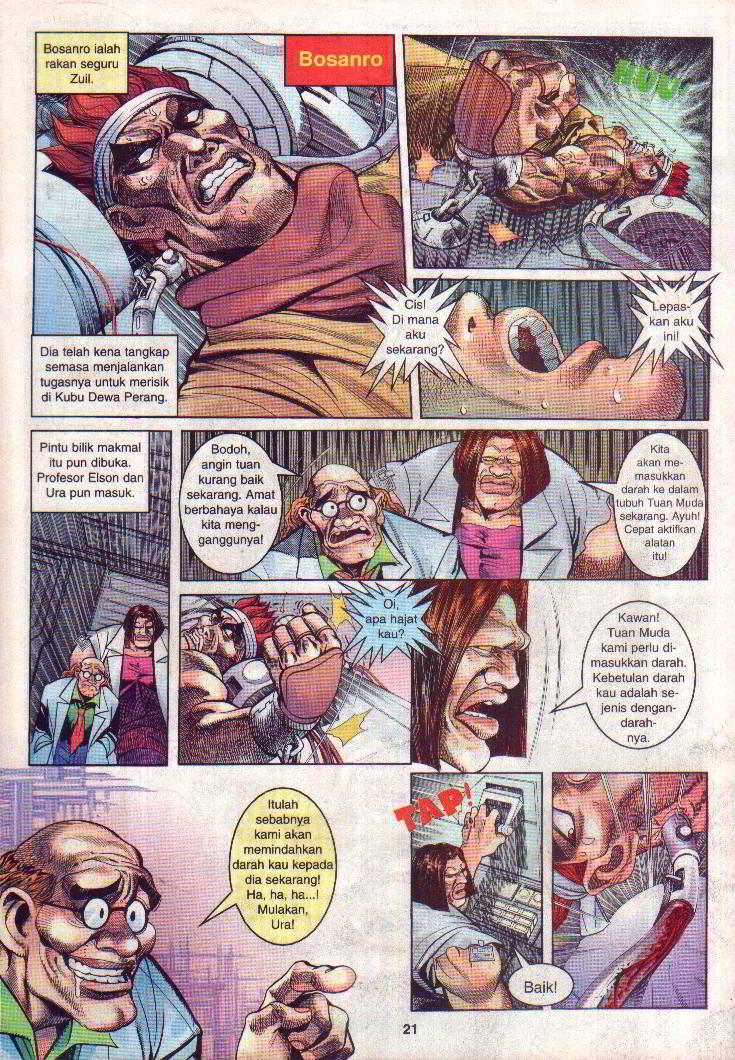 Bosanro ialah
rakan seguru
Zuil.
Bosanro
HUU
Dia telah kena tangkap
semasa menjalankan
tugasnya untuk merisik
di Kubu Dewa Perang.
Cis!
Di mana
aku
sekarang?
Lepas-
kan aku
ini!
Pintu bilik makmal
itu pun dibuka.
Profesor Elson dan
Ura pun masuk.
Bodoh,
angin tuan
kurang baik
sekarang. Amat
berbahaya kalau
kita meng-
ganggunya!
Kita
akan me-
masukkan
darah ke dalam
tubuh Tuan Muda
sekarang. Ayuh!
Cepat aktifkan
alatan
itu!
Oi,
apa hajat
kau?
Kawan!
Tuan Muda
kami perlu di-
masukkan darah.
Kebetulan darah
kau adalah se-
jenis dengan-
darah-
nya.
Itulah
sebabnya
kami akan
memindahkan
darah kau kepada
dia sekarang!
Ha, ha, ha...!
Mulakan,
Ura!
TAP!
Baik!
21